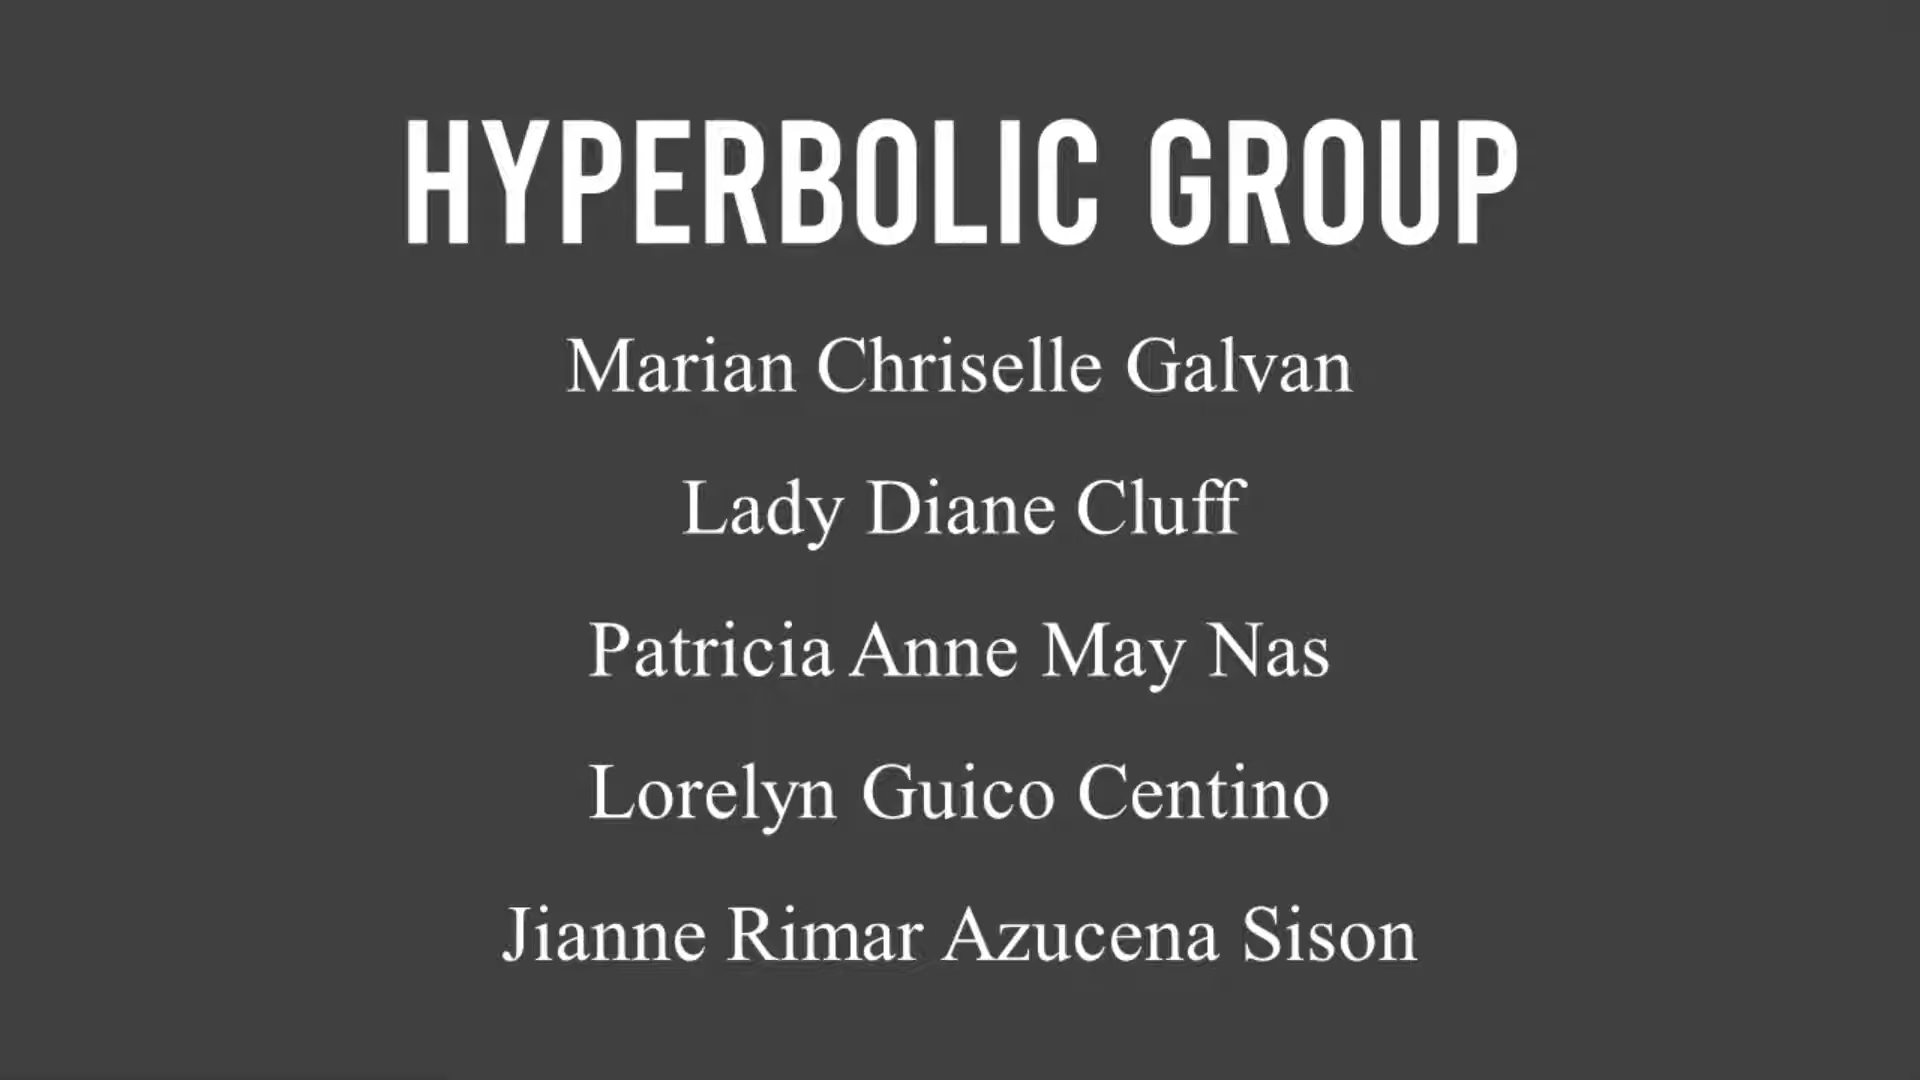 HYPERBOLIC GROUP
Marian Chriselle Galvan
Lady Diane Cluff
Patricia Anne May Nas
Lorelyn Guico Centino
Jianne Rimar Azucena Sison